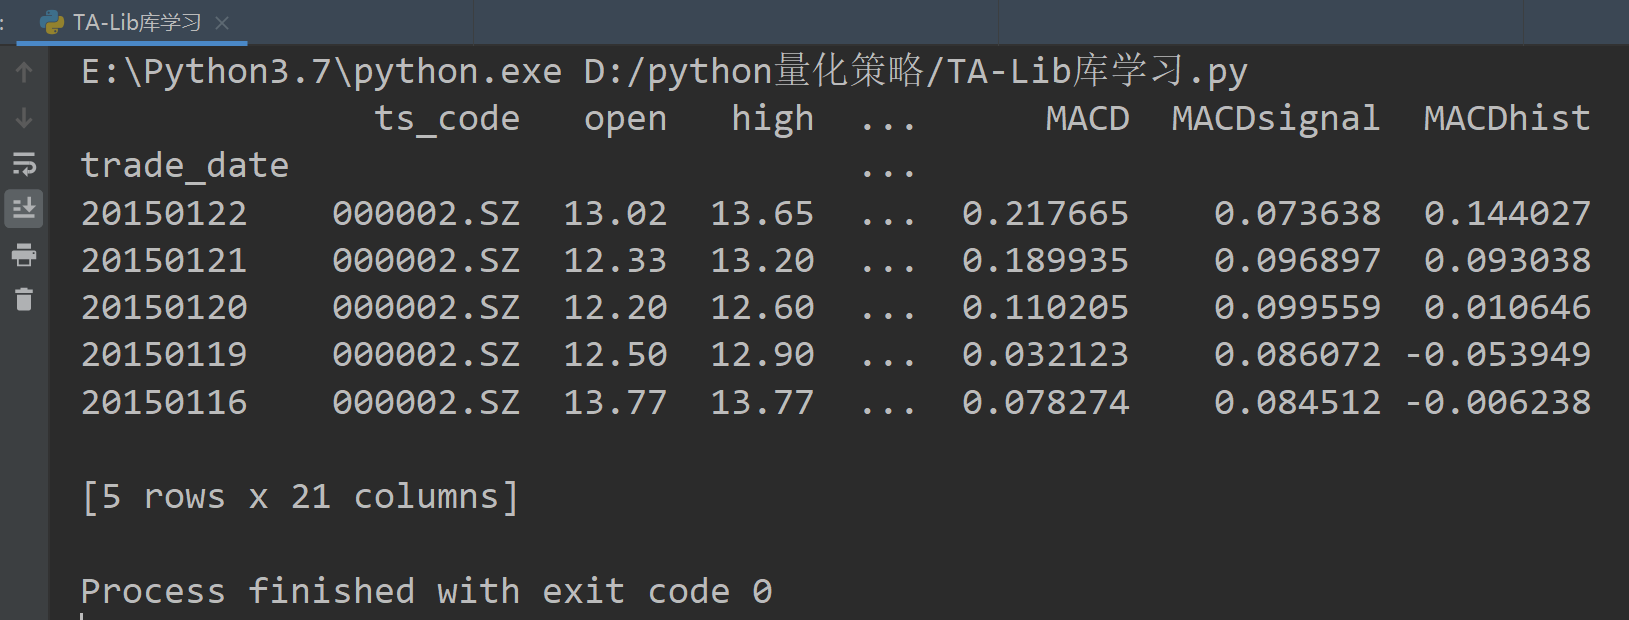 : TA-Lib库学习 ×
E:\Python3.7\python.exe D:/python量化策略/TA-Lib库学习.py
ts_code open high ... MACD MACDsignal MACDhist
trade_date ...
20150122 000002.SZ 13.02 13.65 ... 0.217665 0.073638 0.144027
20150121 000002.SZ 12.33 13.20 ... 0.189935 0.096897 0.093038
20150120 000002.SZ 12.20 12.60 ... 0.110205 0.099559 0.010646
20150119 000002.SZ 12.50 12.90 ... 0.032123 0.086072 -0.053949
20150116 000002.SZ 13.77 13.77 ... 0.078274 0.084512 -0.006238
[5 rows x 21 columns]
Process finished with exit code 0